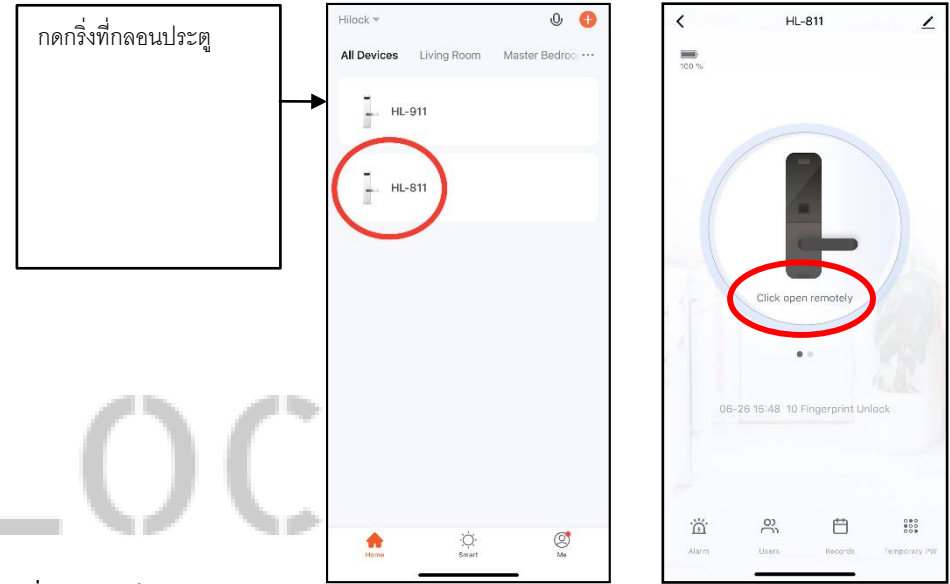 กดกริ่งที่กลอนประตู
Hilock
All Devices Living Room Master Bedroo
HL-911
HL-811
Home Smart Me
HL-811
100 %
Click open remotely
06-26 15:48 10 Fingerprint Unlock
Alarm Users Records Temporary PW
LOC